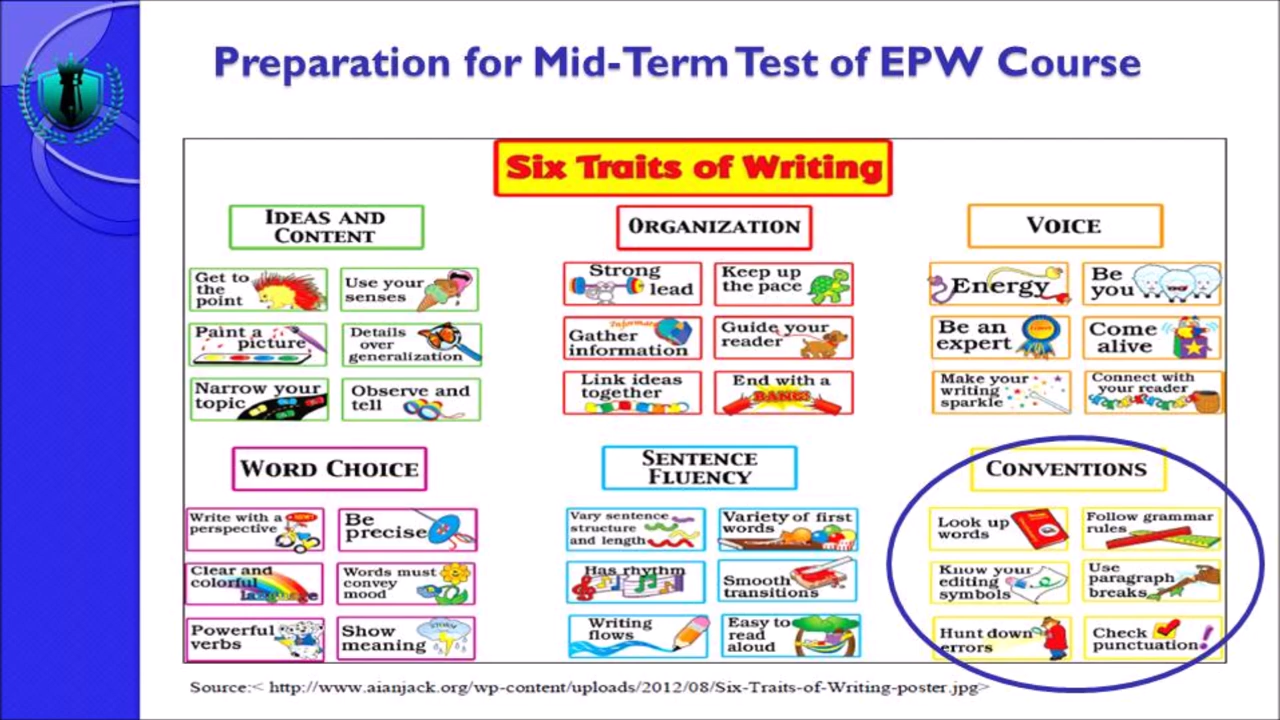 Preparation for Mid-Term Test of EPW Course
Six Traits of Writing
IDEAS AND
CONTENT
Get to
the
point
Use your
senses
Paint a
picture
Details
over
generalization
Narrow your
topic
Observe and
tell
ORGANIZATION
Strong
lead
Keep up
the pace
Gather
information
Guide your
reader
Link ideas
together
End with a
BANG!
VOICE
Energy
Be
you
Be an
expert
Come
alive
Make your
writing
sparkle
Connect with
your reader
WORD CHOICE
Write with a
perspective
Be
precise
Clear and
colorful
Words must
convey
mood
Powerful
verbs
Show
meaning
SENTENCE
FLUENCY
Vary sentence
structure
and length
Variety of first
words
Has rhythm
Smooth
transitions
Writing
flows
Easy to
read
aloud
CONVENTIONS
Look up
words
Follow grammar
rules
Know your
editing
symbols
Use
paragraph
breaks
Hunt down
errors
Check
punctuation
Source:< http://www.aianjack.org/wp-content/uploads/2012/08/Six-Traits-of-Writing-poster.jpg>